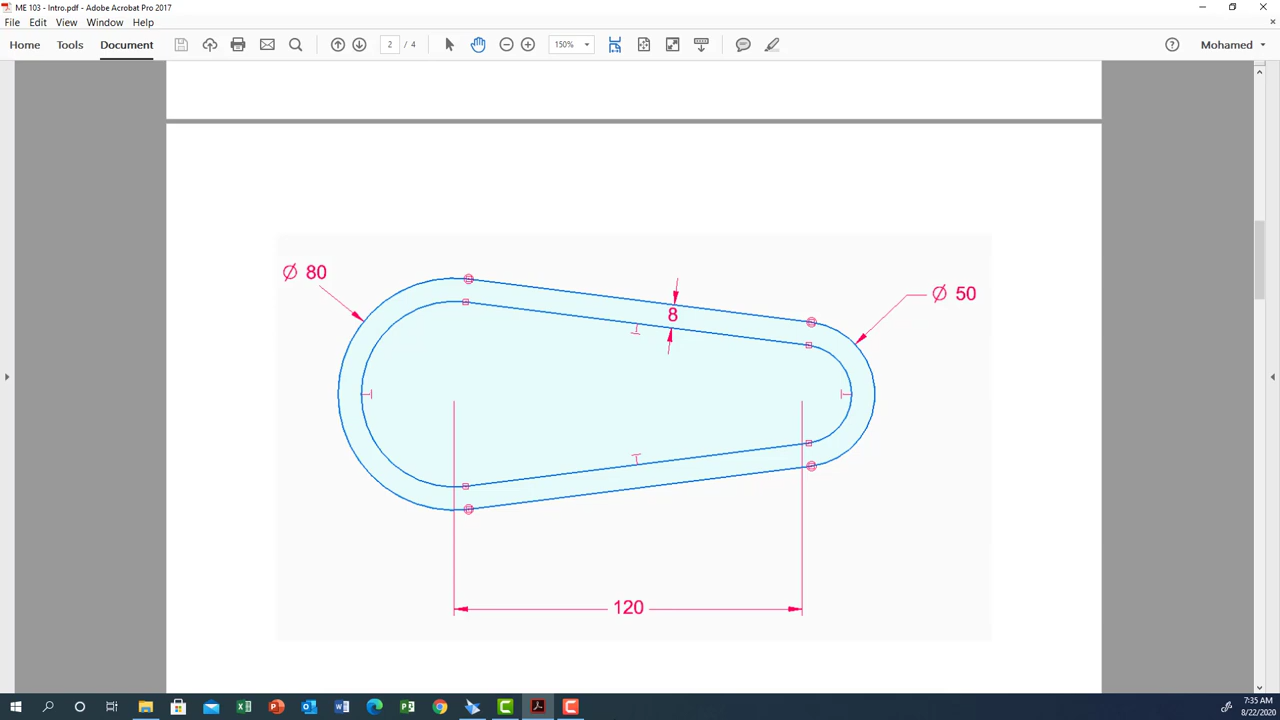 ME 103 - Intro.pdf - Adobe Acrobat Pro 2017
File Edit View Window Help
Home Tools Document 2 / 4 150% Mohamed
Ø 80
8
Ø 50
120
7:35 AM
8/22/2020